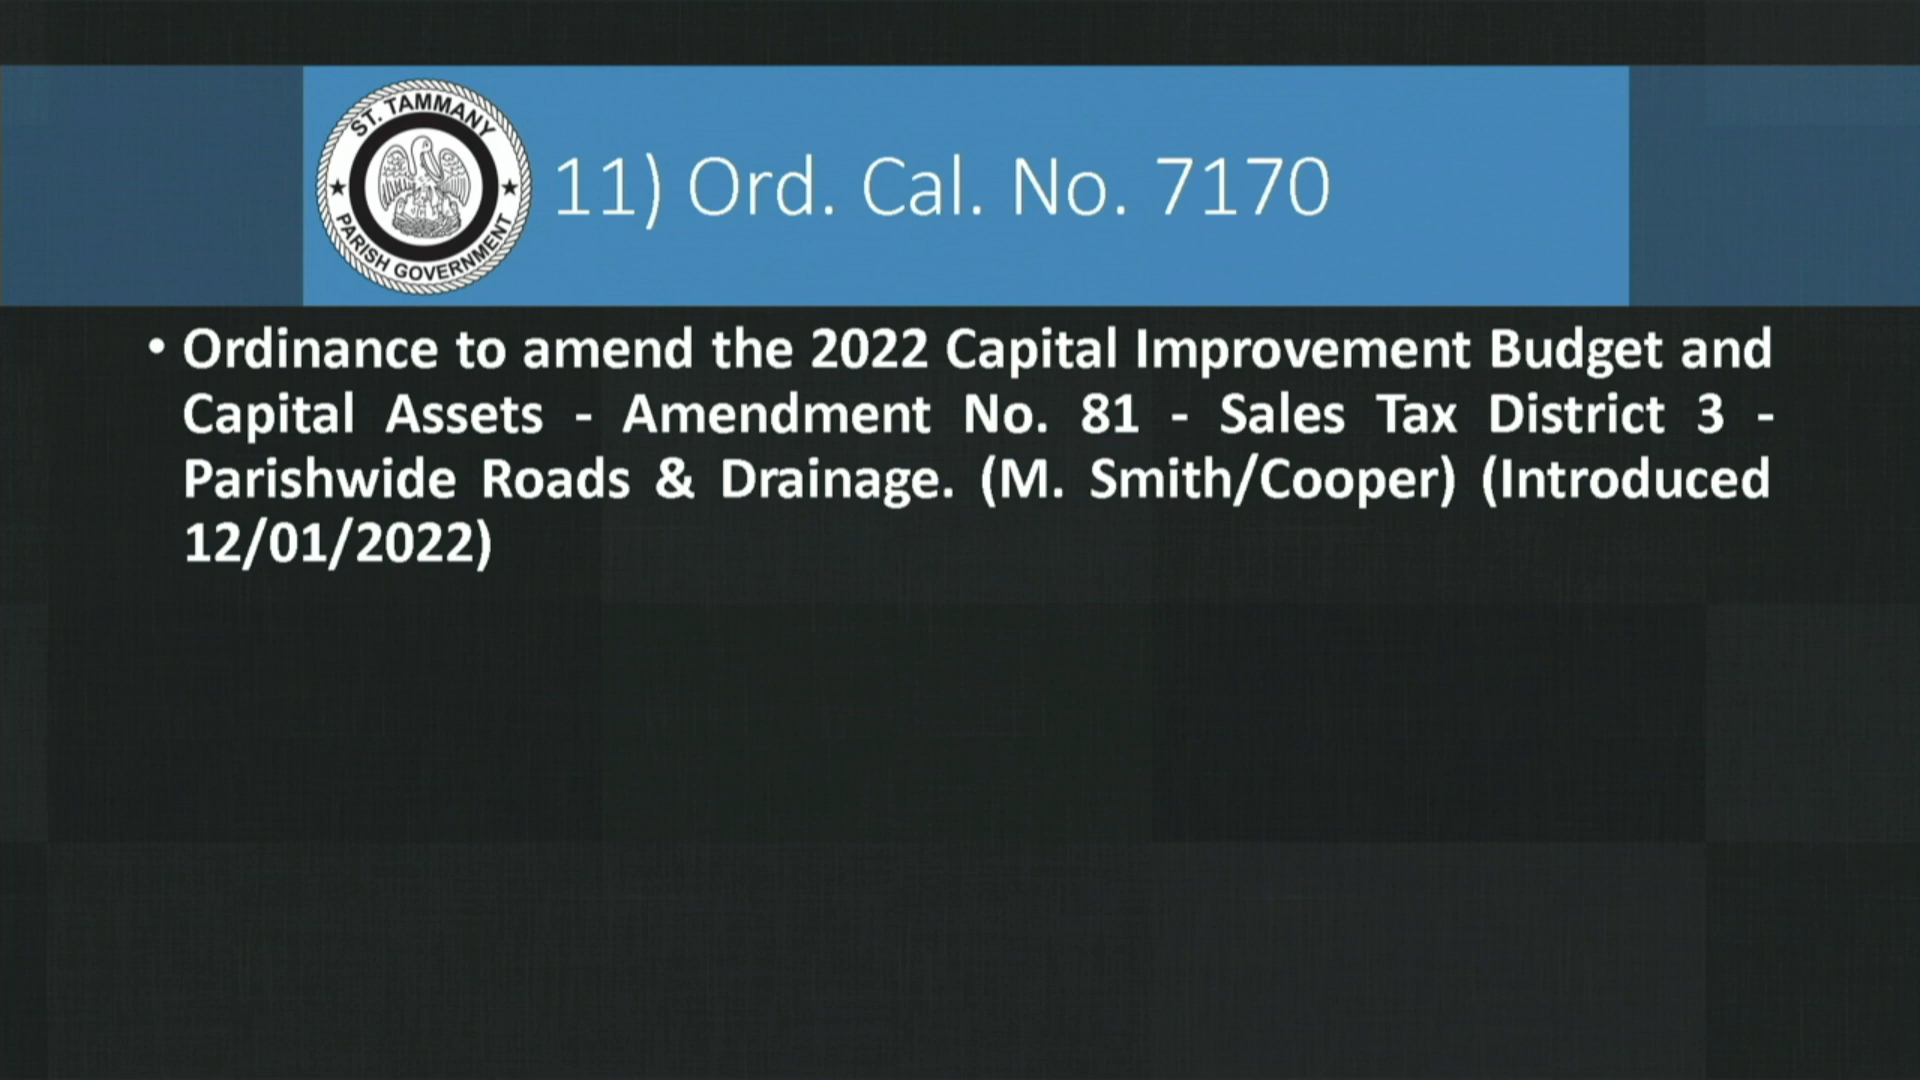 ST. TAMMANY
PARISH GOVERNMENT
11) Ord. Cal. No. 7170
• Ordinance to amend the 2022 Capital Improvement Budget and
Capital Assets - Amendment No. 81 - Sales Tax District 3 -
Parishwide Roads & Drainage. (M. Smith/Cooper) (Introduced
12/01/2022)